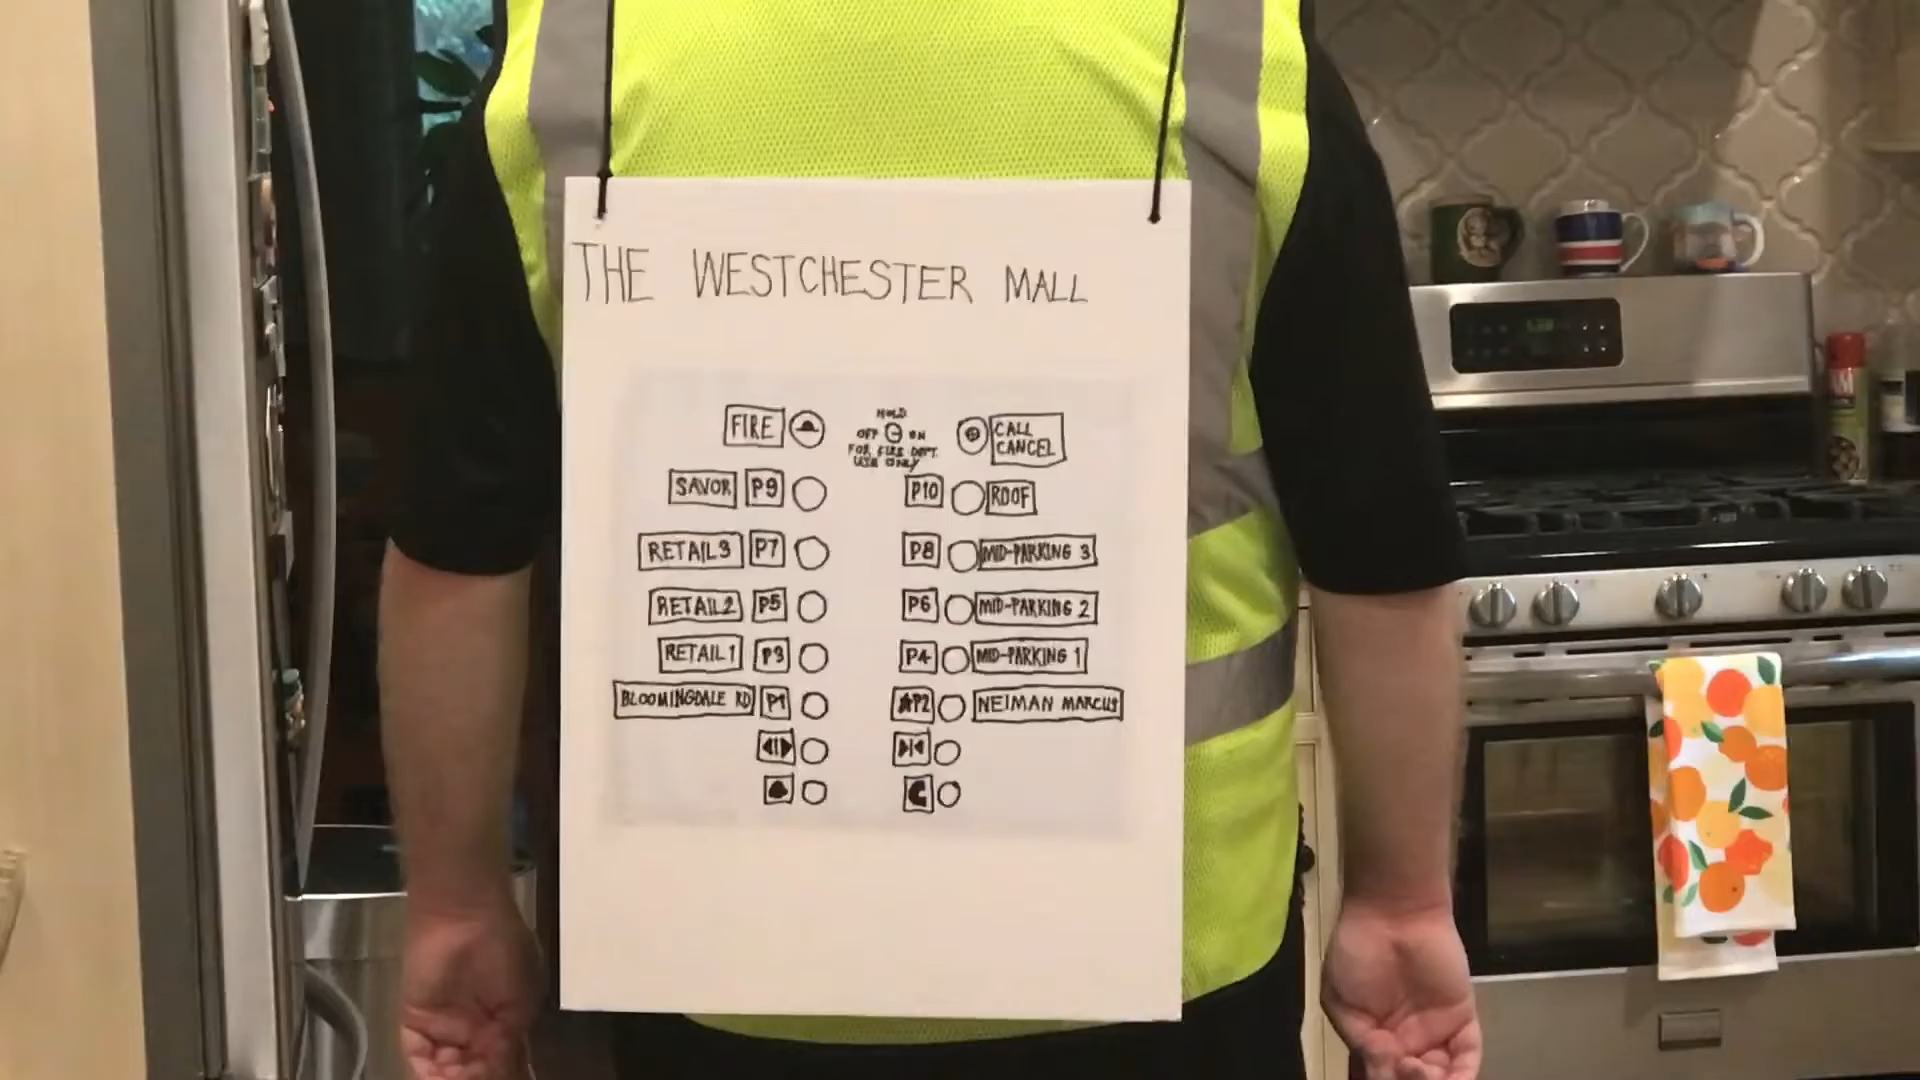 THE WESTCHESTER MALL
FIRE
HOLD
OFF ON
FOR FIRE DEPT.
USE ONLY
CALL
CANCEL
SAVOR P9 P10 ROOF
RETAIL3 P7 P8 MID-PARKING 3
RETAIL2 P5 P6 MID-PARKING 2
RETAIL1 P3 P4 MID-PARKING 1
BLOOMINGDALE RD P1 ★P2 NEIMAN MARCUS